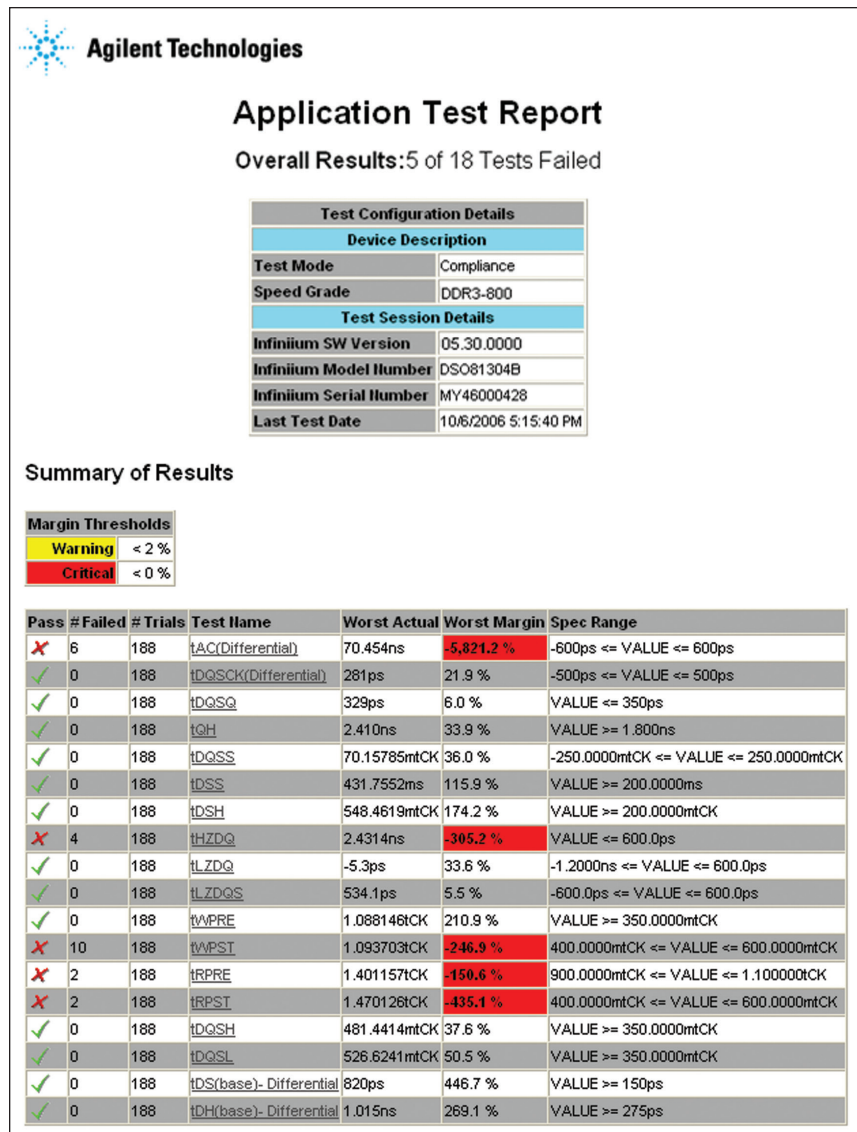 Agilent Technologies
Application Test Report
Overall Results:5 of 18 Tests Failed
Test Configuration Details
Device Description
Test Mode Compliance
Speed Grade DDR3-800
Test Session Details
Infiniium SW Version 05.30.0000
Infiniium Model Number DSO81304B
Infiniium Serial Number MY46000428
Last Test Date 10/6/2006 5:15:40 PM
Summary of Results
Margin Thresholds
Warning < 2 %
Critical < 0 %
Pass # Failed # Trials Test Name Worst Actual Worst Margin Spec Range
6 188 tAC(Differential) 70.454ns -5,821.2 % -600ps <= VALUE <= 600ps
0 188 tDQSCK(Differential) 281ps 21.9 % -500ps <= VALUE <= 500ps
0 188 tDQSQ 329ps 6.0 % VALUE <= 350ps
0 188 tQH 2.410ns 33.9 % VALUE >= 1.800ns
0 188 tDQSS 70.15785mtCK 36.0 % -250.0000mtCK <= VALUE <= 250.0000mtCK
0 188 tDSS 431.7552ms 115.9 % VALUE >= 200.0000ms
0 188 tDSH 548.4619mtCK 174.2 % VALUE >= 200.0000mtCK
4 188 tHZDQ 2.4314ns -305.2 % VALUE <= 600.0ps
0 188 tLZDQ -5.3ps 33.6 % -1.2000ns <= VALUE <= 600.0ps
0 188 tLZDQS 534.1ps 5.5 % -600.0ps <= VALUE <= 600.0ps
0 188 tWPRE 1.088146tCK 210.9 % VALUE >= 350.0000mtCK
10 188 tWPST 1.093703tCK -246.9 % 400.0000mtCK <= VALUE <= 600.0000mtCK
2 188 tRPRE 1.401157tCK -150.6 % 900.0000mtCK <= VALUE <= 1.100000tCK
2 188 tRPST 1.470126tCK -435.1 % 400.0000mtCK <= VALUE <= 600.0000mtCK
0 188 tDQSH 481.4414mtCK 37.6 % VALUE >= 350.0000mtCK
0 188 tDQSL 526.6241mtCK 50.5 % VALUE >= 350.0000mtCK
0 188 tDS(base)- Differential 820ps 446.7 % VALUE >= 150ps
0 188 tDH(base)- Differential 1.015ns 269.1 % VALUE >= 275ps